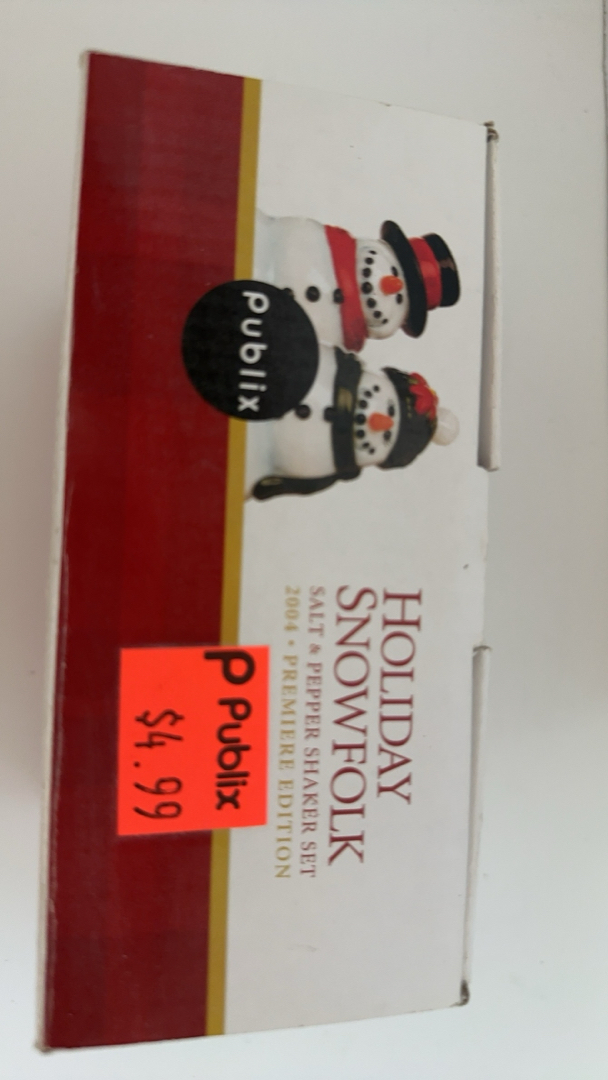 publix
HOLIDAY
SNOWFOLK
SALT & PEPPER SHAKER SET
2004 • PREMIERE EDITION
P Publix
$4.99